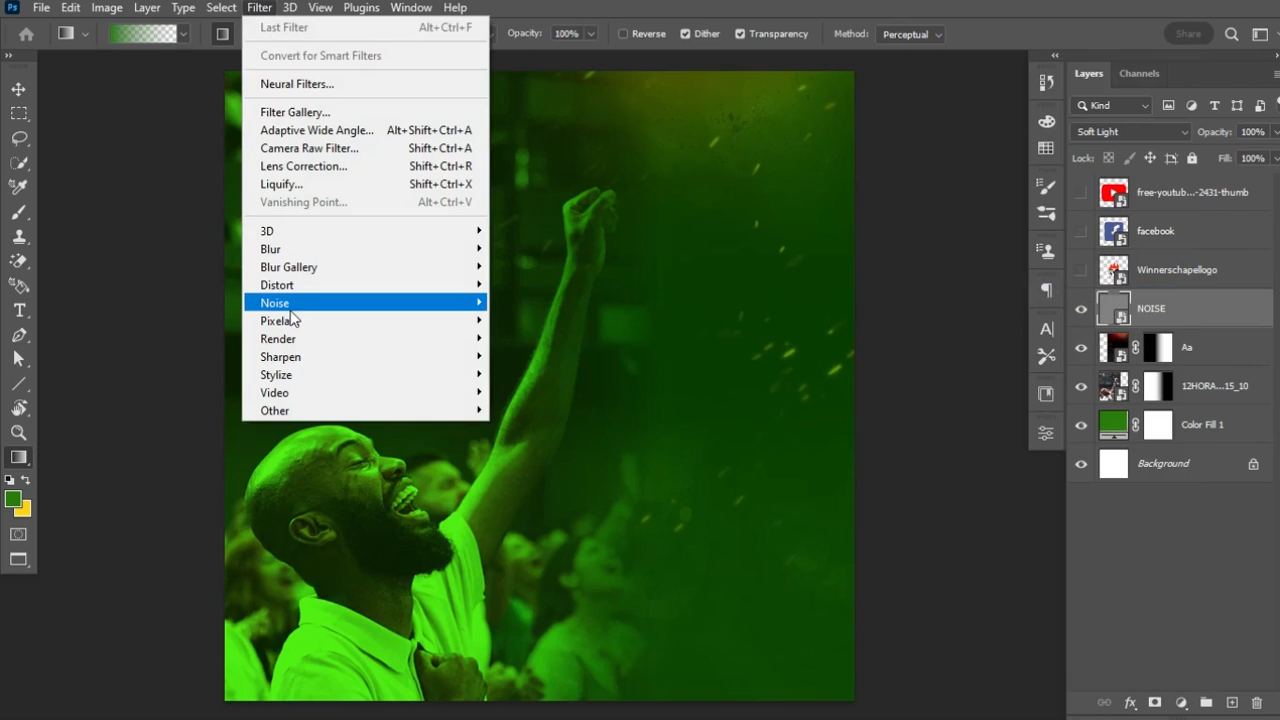 Ps File Edit Image Layer Type Select Filter 3D View Plugins Window Help
Opacity: 100% Reverse Dither Transparency Method: Perceptual Share
Last Filter Alt+Ctrl+F
Convert for Smart Filters
Neural Filters...
Filter Gallery...
Adaptive Wide Angle... Alt+Shift+Ctrl+A
Camera Raw Filter... Shift+Ctrl+A
Lens Correction... Shift+Ctrl+R
Liquify... Shift+Ctrl+X
Vanishing Point... Alt+Ctrl+V
3D
Blur
Blur Gallery
Distort
Noise
Pixela
Render
Sharpen
Stylize
Video
Other
Layers Channels
Kind
Soft Light Opacity: 100%
Lock: Fill: 100%
free-youtub...-2431-thumb
facebook
Winnerschapellogo
NOISE
Aa
12HORA...15_10
Color Fill 1
Background